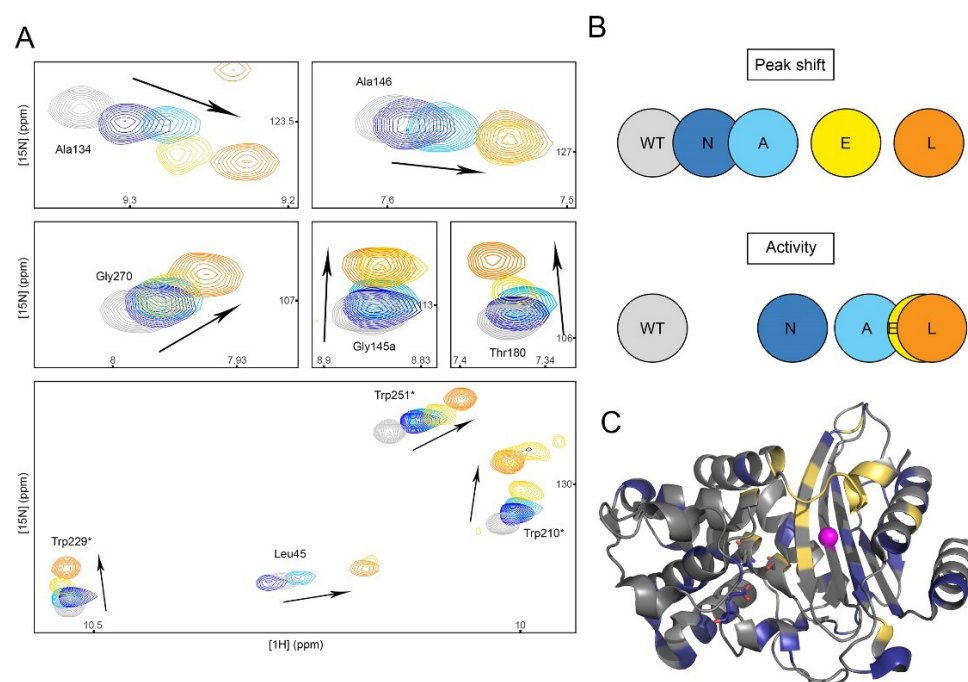 A
[15N] (ppm)
Ala134
123.5
9.3
9.2
Ala146
127
7.6
7.5
[15N] (ppm)
Gly270
107
8
7.93
113
Gly145a
8.9
8.83
Thr180
106
7.4
7.34
[15N] (ppm)
Trp251*
130
Trp210*
Trp229*
Leu45
10.5
10
[1H] (ppm)
B
Peak shift
WT
N
A
E
L
Activity
WT
N
A
E
L
C